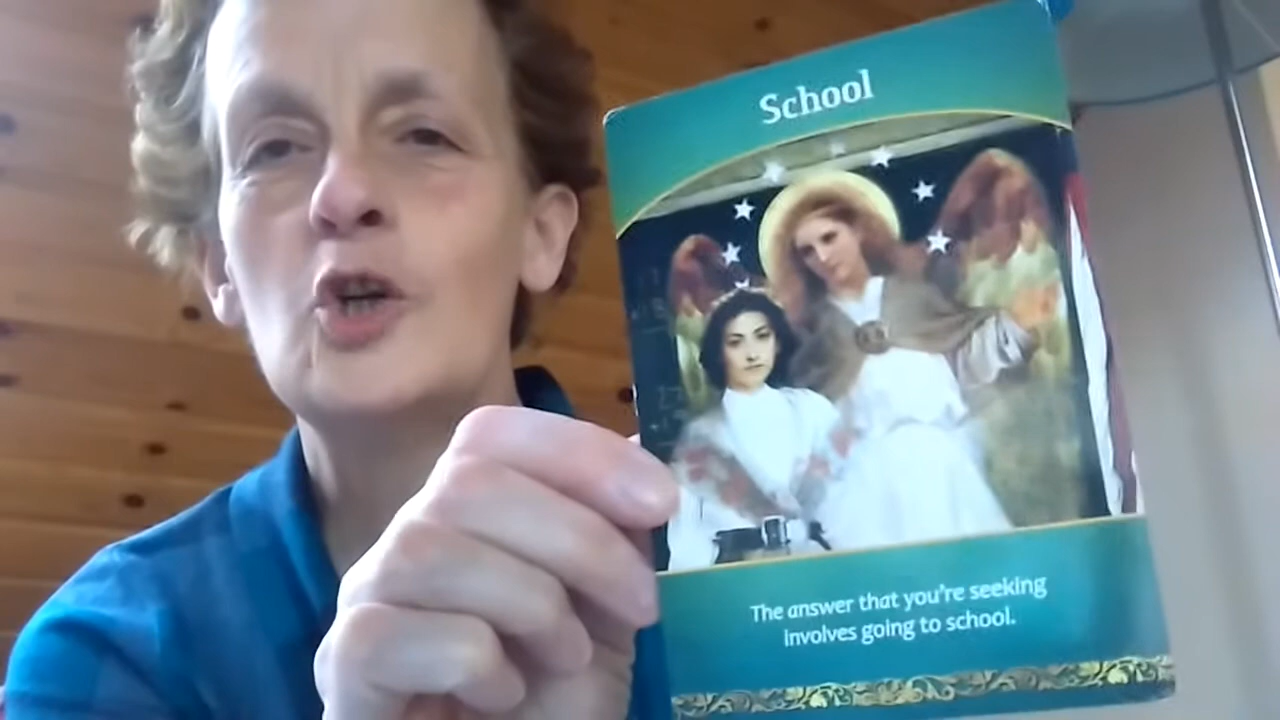 School
The answer that you're seeking
involves going to school.